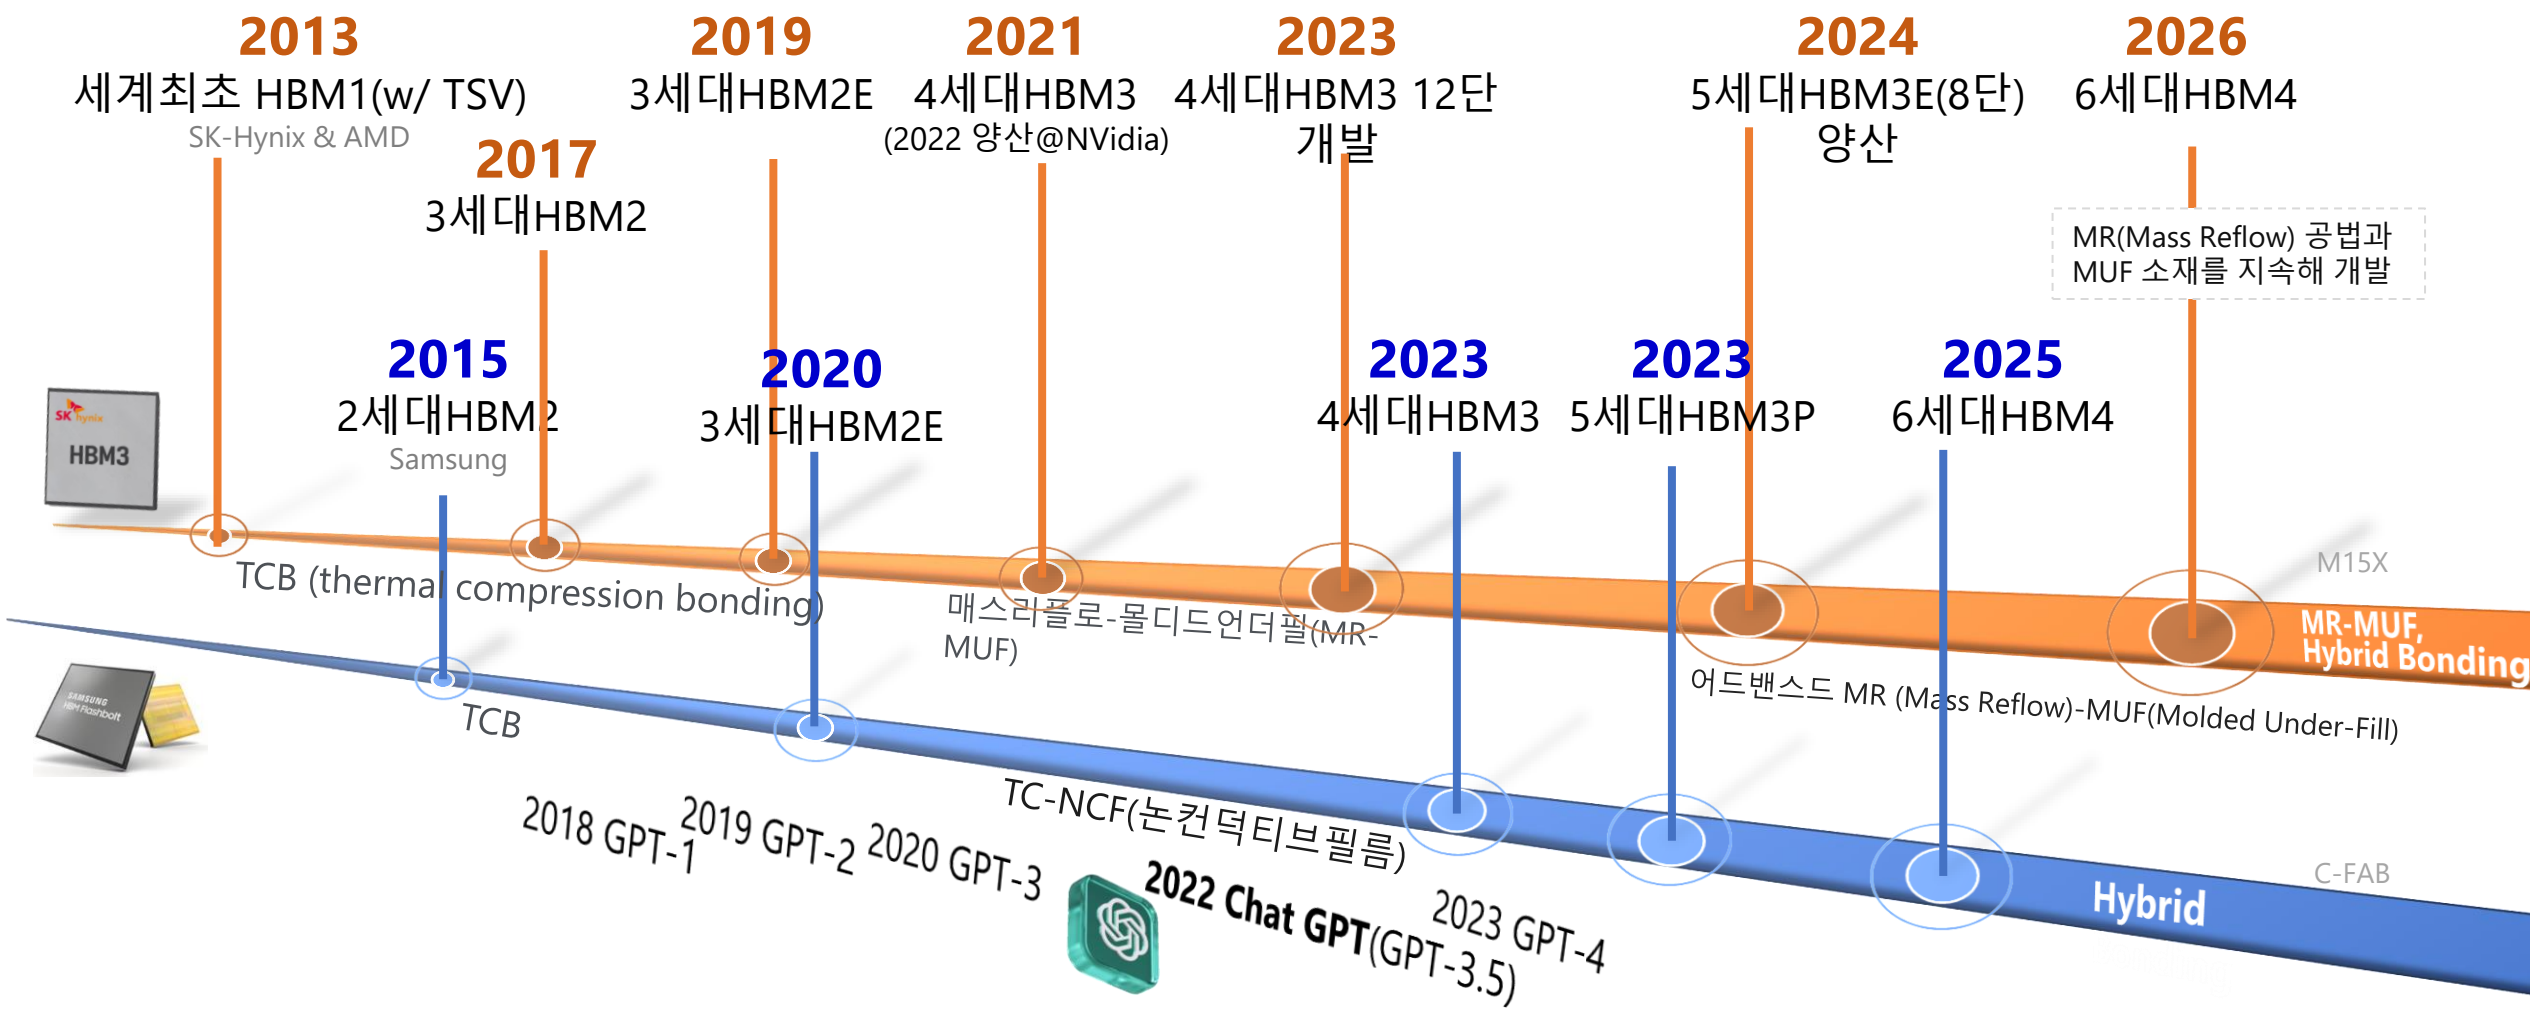 2013
세계최초 HBM1(w/ TSV)
SK-Hynix & AMD
2017
3세대HBM2
2019
3세대HBM2E
2021
4세대HBM3
(2022 양산@NVidia)
2023
4세대HBM3 12단
개발
2024
5세대HBM3E(8단)
양산
2026
6세대HBM4
MR(Mass Reflow) 공법과
MUF 소재를 지속해 개발
2015
2세대HBM2
Samsung
2020
3세대HBM2E
2023
4세대HBM3
2023
5세대HBM3P
2025
6세대HBM4
SK hynix
HBM3
TCB (thermal compression bonding)
매스리플로-몰디드언더필(MR-
MUF)
어드밴스드 MR (Mass Reflow)-MUF(Molded Under-Fill)
M15X
MR-MUF,
Hybrid Bonding
SAMSUNG
HBM Flashbolt
TCB
TC-NCF(논컨덕티브필름)
C-FAB
Hybrid
2018 GPT-1
2019 GPT-2
2020 GPT-3
2022 Chat GPT(GPT-3.5)
2023 GPT-4